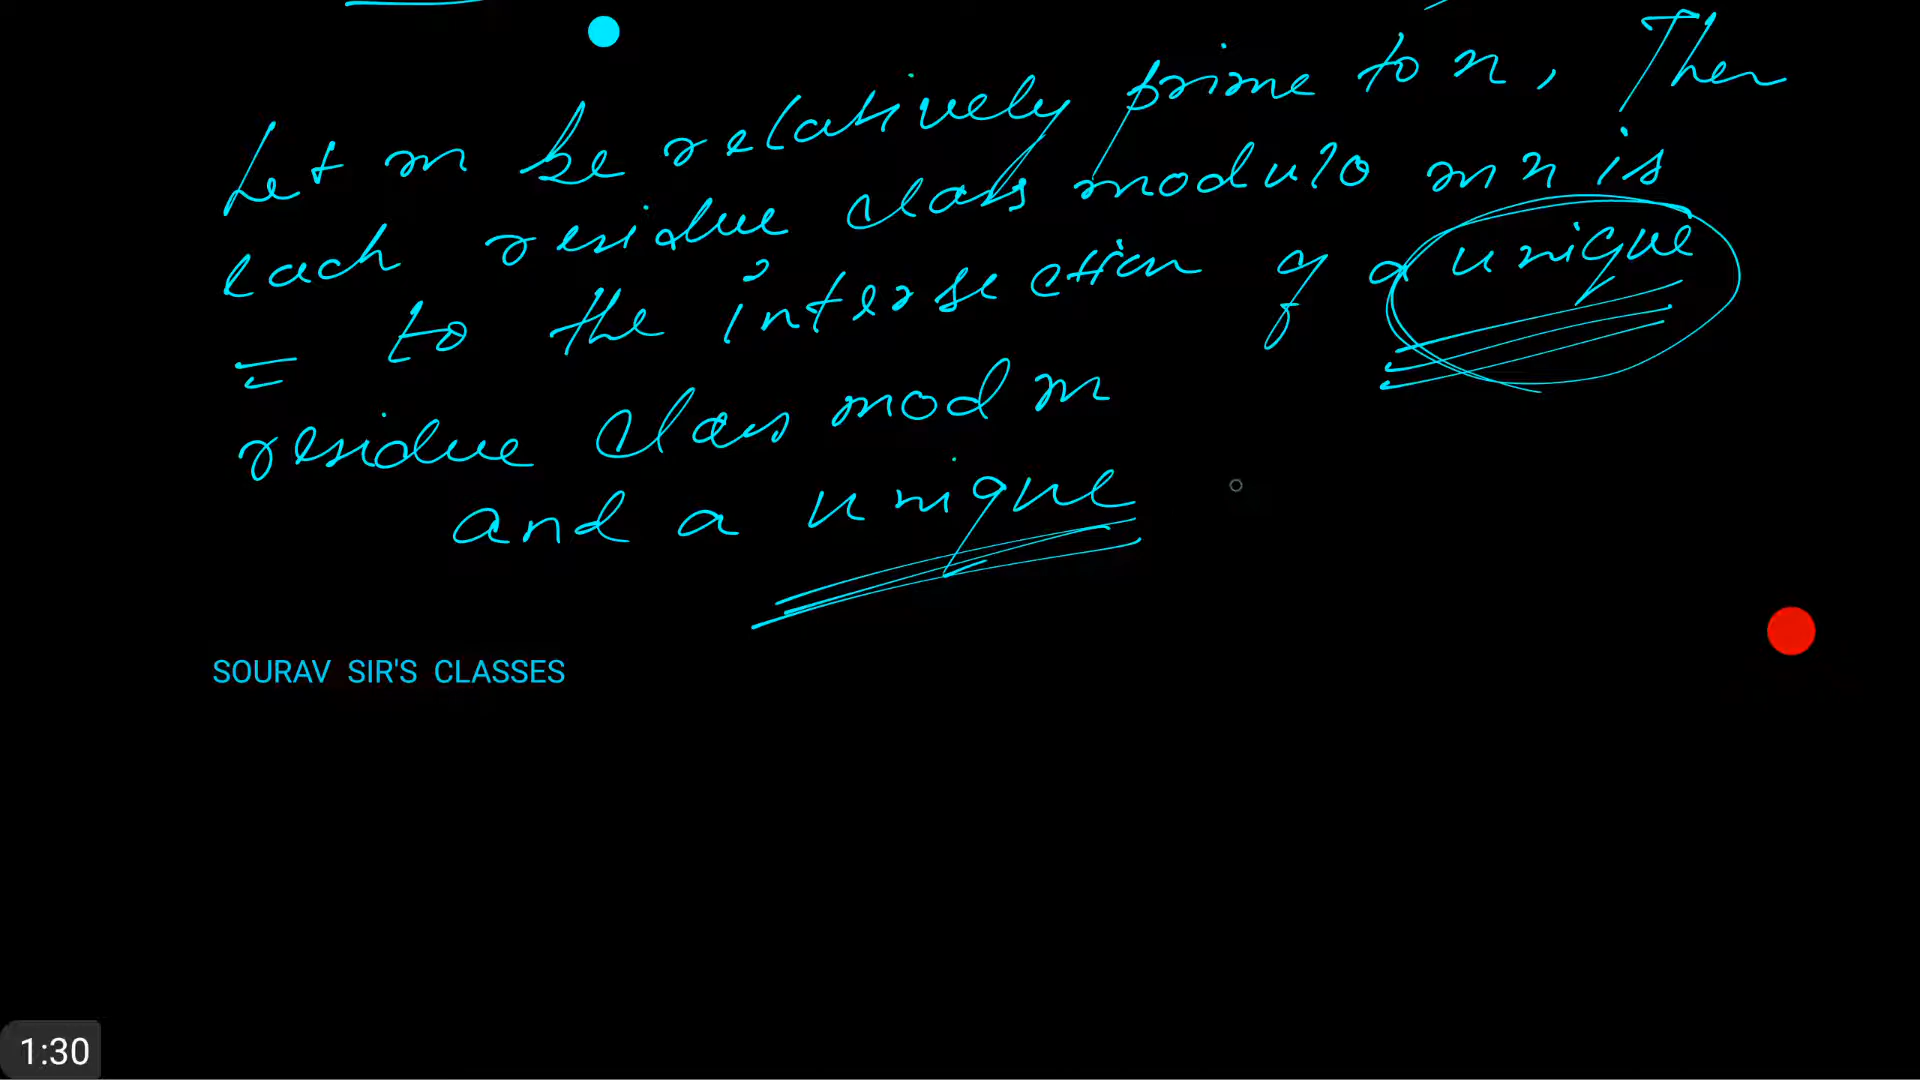 Let m be relatively prime to n, Then
each residue class modulo mn is
= to the intersection of a unique
residue class mod m
and a unique
SOURAV SIR'S CLASSES
1:30